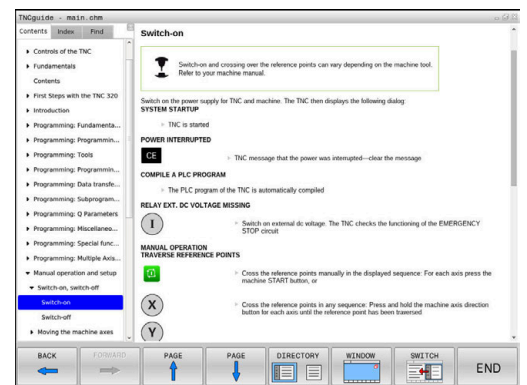 TNCguide - main.chm
Contents Index Find
Controls of the TNC
Fundamentals
Contents
First Steps with the TNC 320
Introduction
Programming: Fundamenta...
Programming: Programmin...
Programming: Tools
Programming: Programmin...
Programming: Data transfe...
Programming: Subprogram...
Programming: Q Parameters
Programming: Miscellaneo...
Programming: Special func...
Programming: Multiple Axis...
Manual operation and setup
Switch-on, switch-off
Switch-on
Switch-off
Moving the machine axes
Switch-on
Switch-on and crossing over the reference points can vary depending on the machine tool.
Refer to your machine manual.
Switch on the power supply for TNC and machine. The TNC then displays the following dialog:
SYSTEM STARTUP
TNC is started
POWER INTERRUPTED
CE
TNC message that the power was interrupted—clear the message
COMPILE A PLC PROGRAM
The PLC program of the TNC is automatically compiled
RELAY EXT. DC VOLTAGE MISSING
I
Switch on external dc voltage. The TNC checks the functioning of the EMERGENCY
STOP circuit
MANUAL OPERATION
TRAVERSE REFERENCE POINTS
Cross the reference points manually in the displayed sequence: For each axis press the
machine START button, or
X
Cross the reference points in any sequence: Press and hold the machine axis direction
button for each axis until the reference point has been traversed
Y
BACK
FORWARD
PAGE
PAGE
DIRECTORY
WINDOW
SWITCH
END